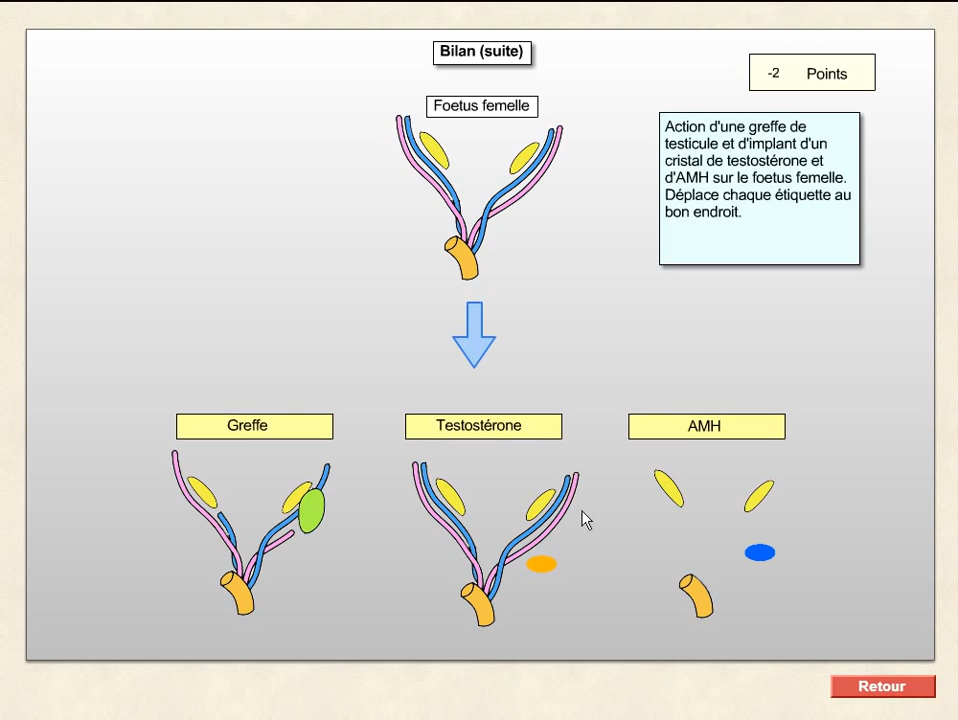 Bilan (suite)
-2 Points
Foetus femelle
Action d'une greffe de
testicule et d'implant d'un
cristal de testostérone et
d'AMH sur le foetus femelle.
Déplace chaque étiquette au
bon endroit.
Greffe
Testostérone
AMH
Retour